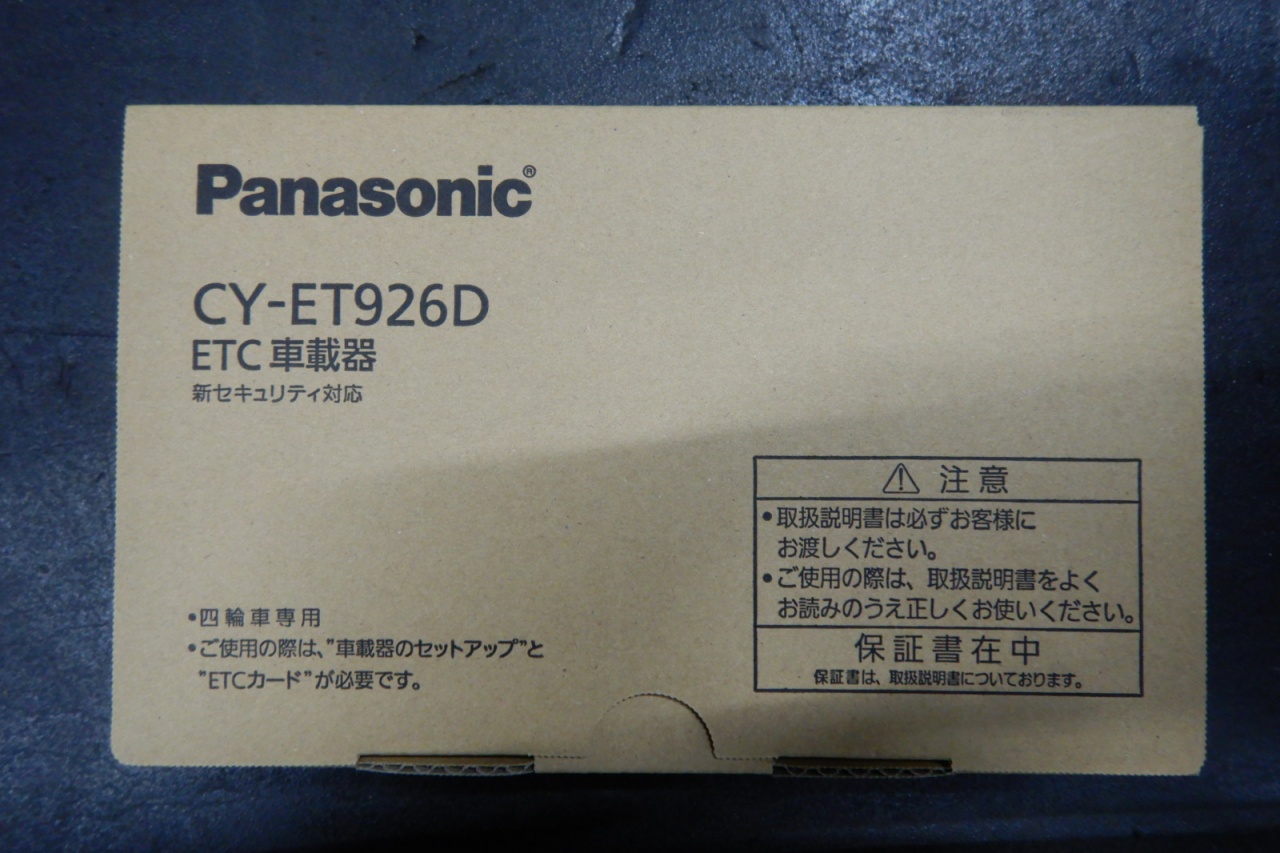 Panasonic®
CY-ET926D
ETC 車載器
新セキュリティ対応
•四輪車専用
•ご使用の際は、"車載器のセットアップ"と
"ETCカード"が必要です。
⚠ 注意
•取扱説明書は必ずお客様に
お渡しください。
•ご使用の際は、取扱説明書をよく
お読みのうえ正しくお使いください。
保証書在中
保証書は、取扱説明書についております。